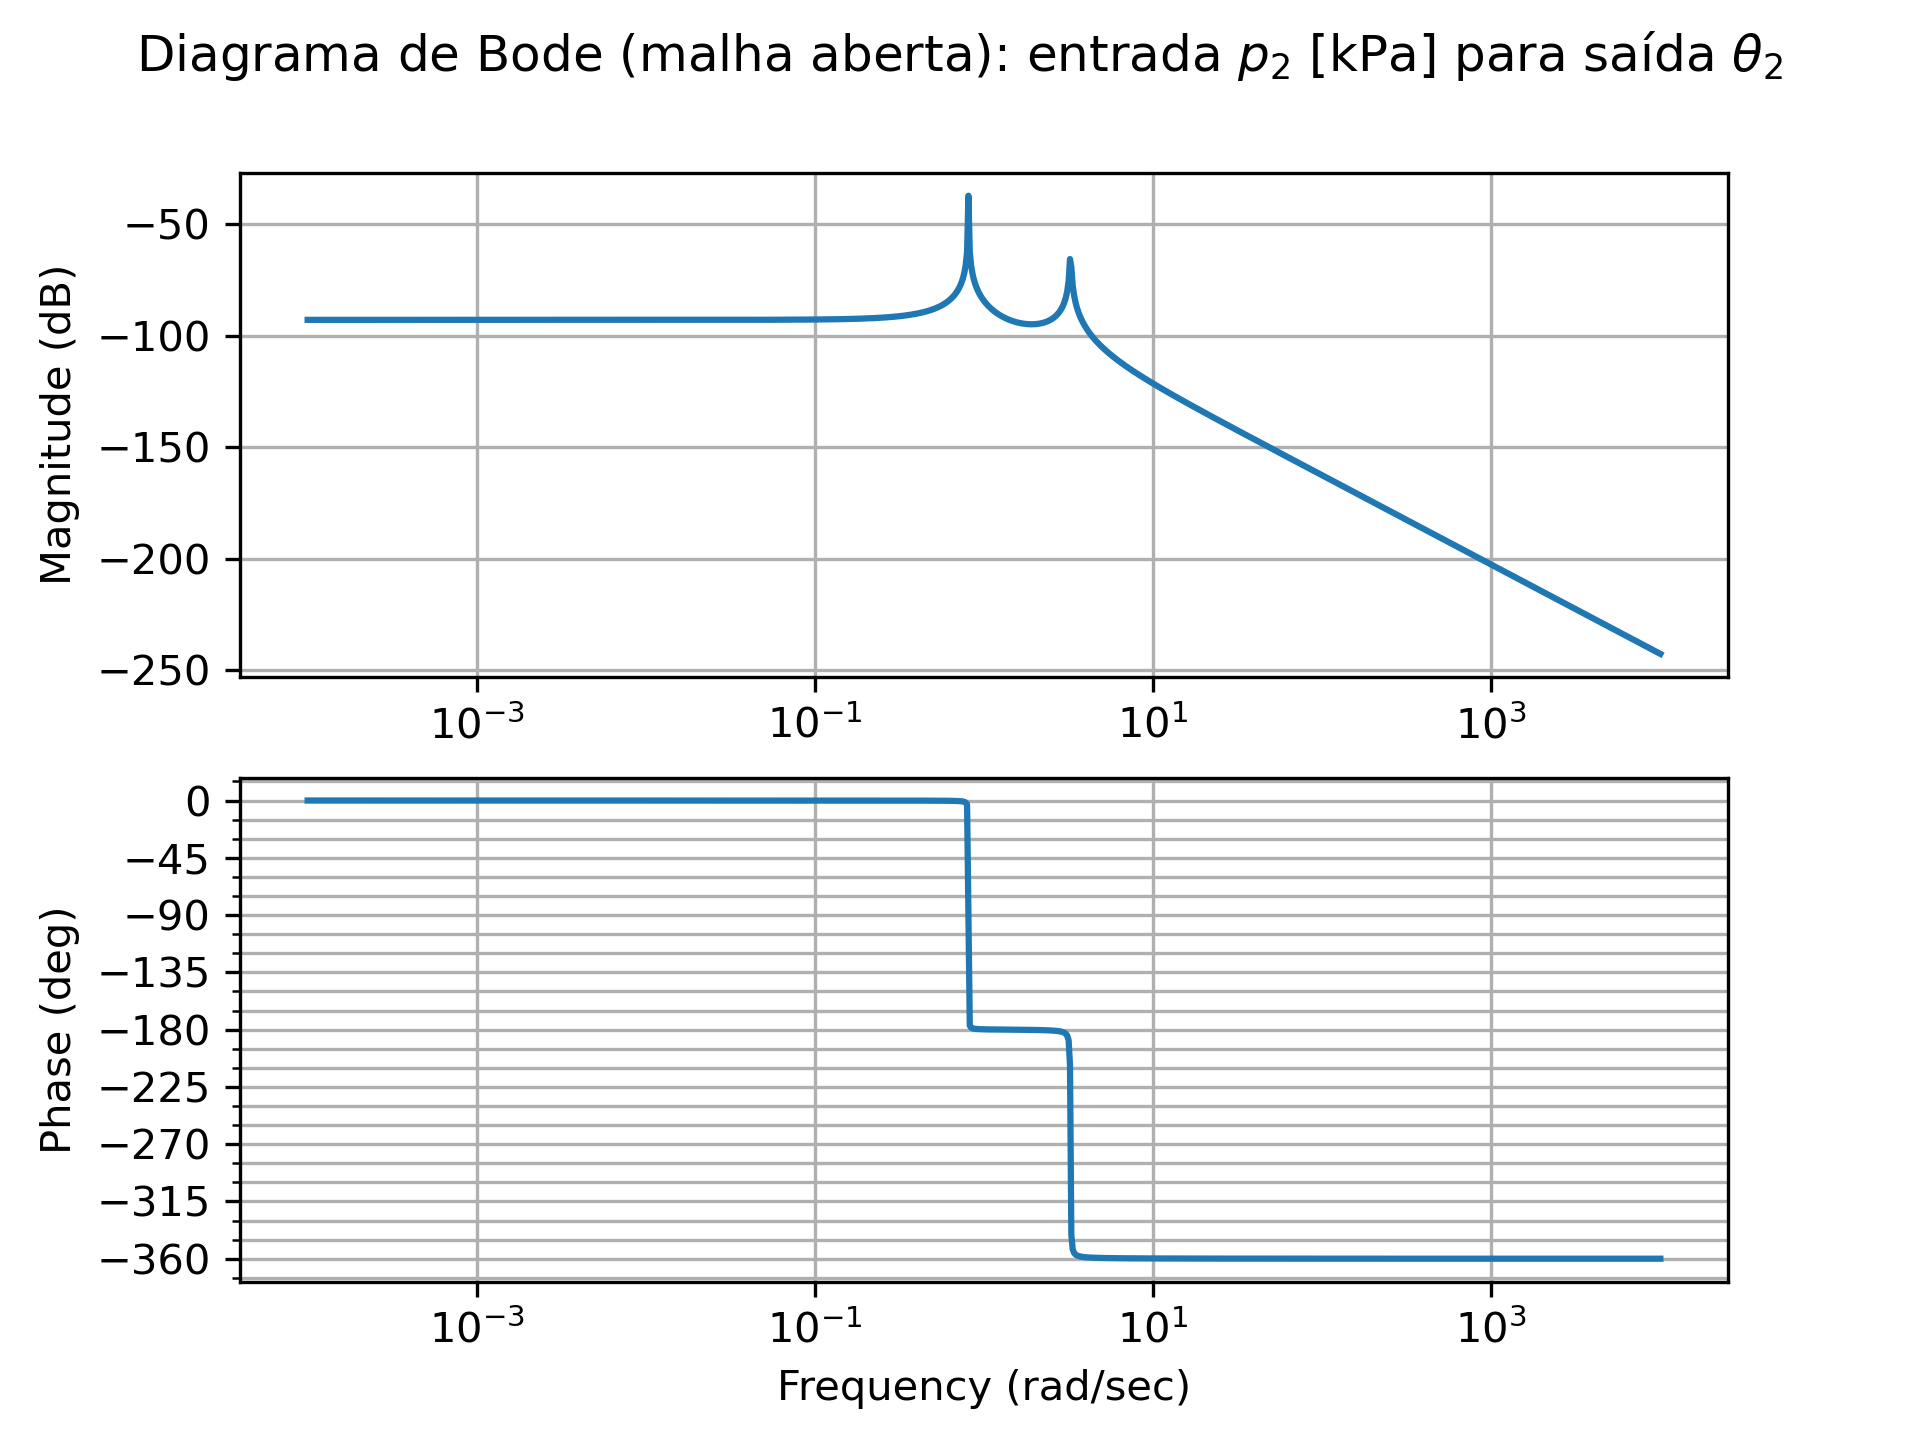 Diagrama de Bode (malha aberta): entrada p₂ [kPa] para saída θ₂
Magnitude (dB)
−50
−100
−150
−200
−250
10⁻³ 10⁻¹ 10¹ 10³
Phase (deg)
0
−45
−90
−135
−180
−225
−270
−315
−360
10⁻³ 10⁻¹ 10¹ 10³
Frequency (rad/sec)